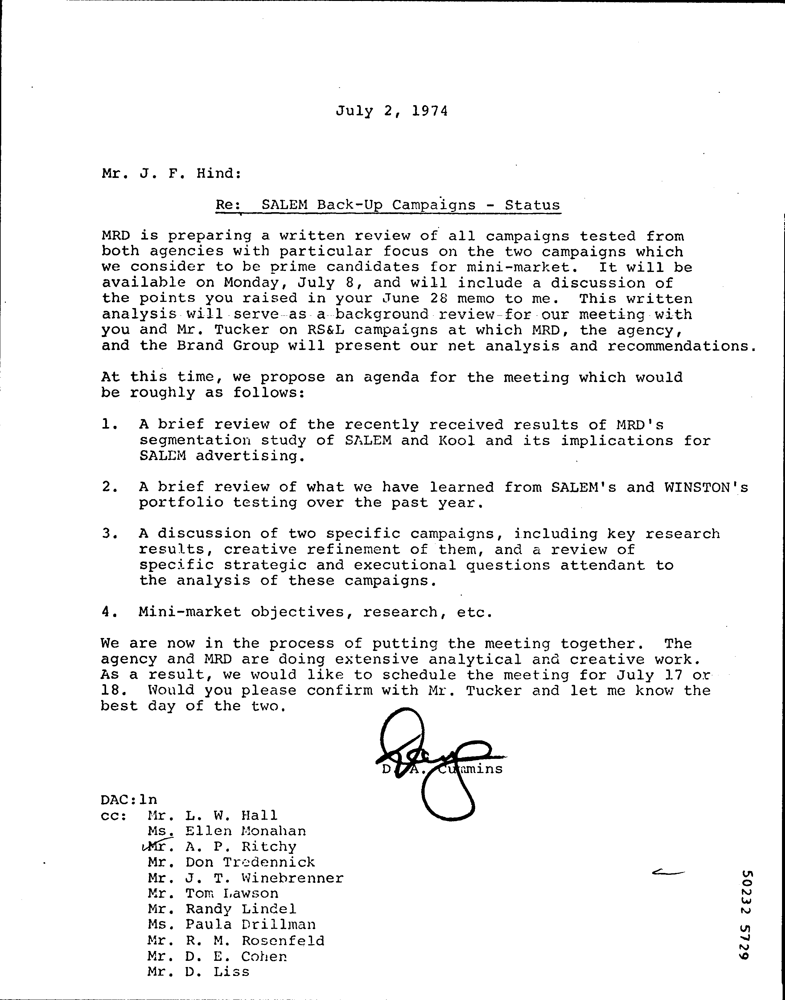 July 2, 1974
Mr. J. F. Hind:
Re: SALEM Back-Up Campaigns - Status
MRD is preparing a written review of all campaigns tested from
both agencies with particular focus on the two campaigns which
we consider to be prime candidates for mini-market. It will be
available on Monday, July 8, and will include a discussion of
the points you raised in your June 28 memo to me. This written
analysis will serve as a background review for our meeting with
you and Mr. Tucker on RS&L campaigns at which MRD, the agency,
and the Brand Group will present our net analysis and recommendations.
At this time, we propose an agenda for the meeting which would
be roughly as follows:
1. A brief review of the recently received results of MRD's
segmentation study of SALEM and Kool and its implications for
SALEM advertising.
2. A brief review of what we have learned from SALEM's and WINSTON's
portfolio testing over the past year.
3. A discussion of two specific campaigns, including key research
results, creative refinement of them, and a review of
specific strategic and executional questions attendant to
the analysis of these campaigns.
4. Mini-market objectives, research, etc.
We are now in the process of putting the meeting together. The
agency and MRD are doing extensive analytical and creative work.
As a result, we would like to schedule the meeting for July 17 or
18. Would you please confirm with Mr. Tucker and let me know the
best day of the two.
D. A. Cummins
DAC:ln
cc: Mr. L. W. Hall
Ms. Ellen Monahan
Mr. A. P. Ritchy
Mr. Don Tredennick
Mr. J. T. Winebrenner
Mr. Tom Lawson
Mr. Randy Lindel
Ms. Paula Drillman
Mr. R. M. Rosenfeld
Mr. D. E. Cohen
Mr. D. Liss
50232 5729